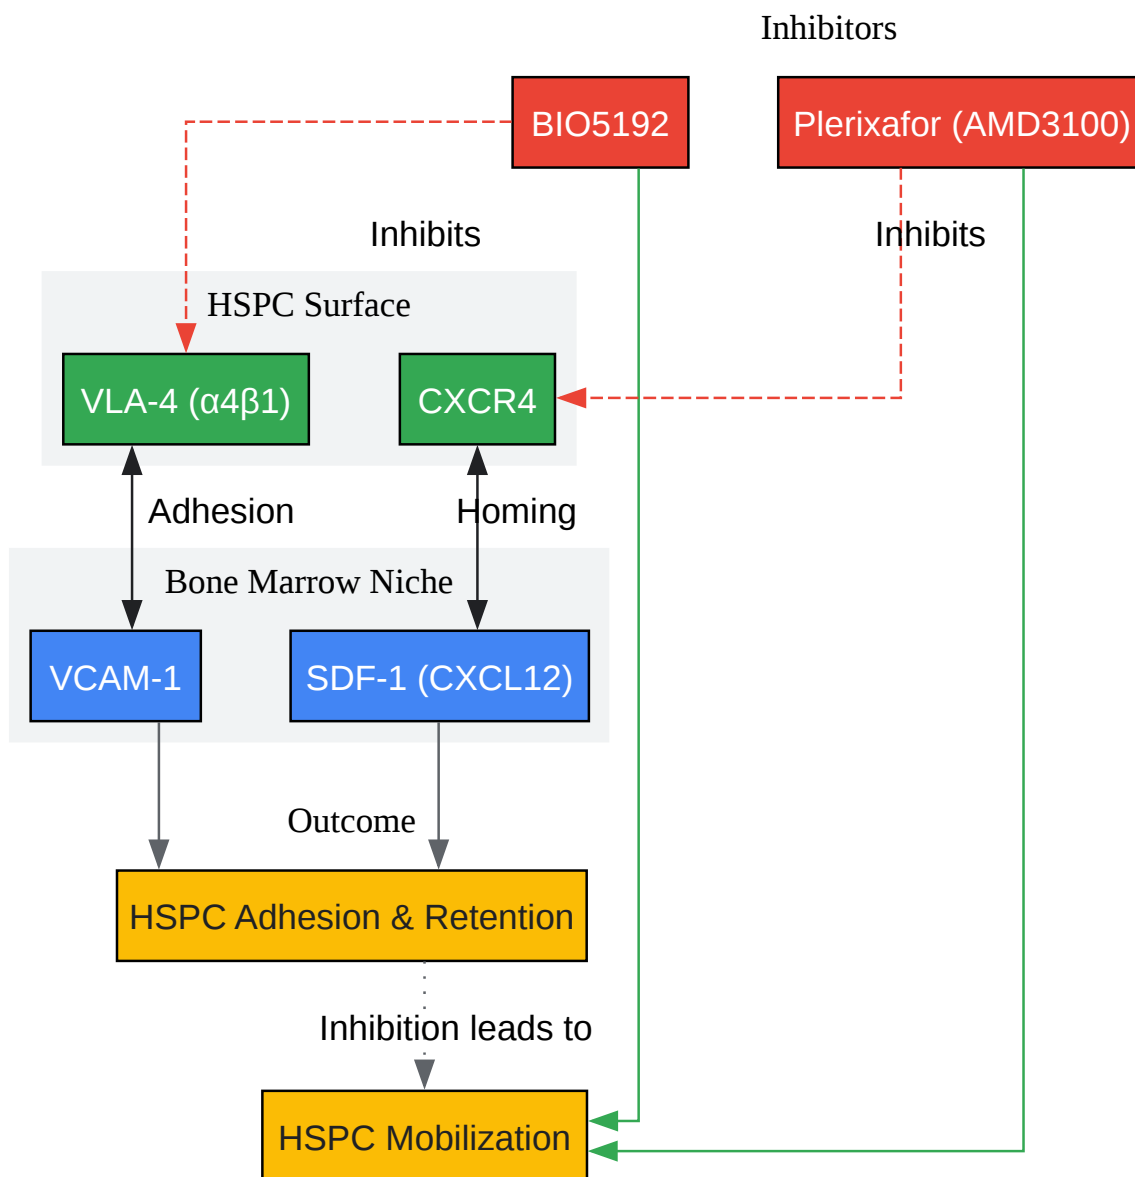 Inhibitors
BIO5192
Plerixafor (AMD3100)
Inhibits
Inhibits
HSPC Surface
VLA-4 (α4β1)
CXCR4
Adhesion
Homing
Bone Marrow Niche
VCAM-1
SDF-1 (CXCL12)
Outcome
HSPC Adhesion & Retention
Inhibition leads to
HSPC Mobilization